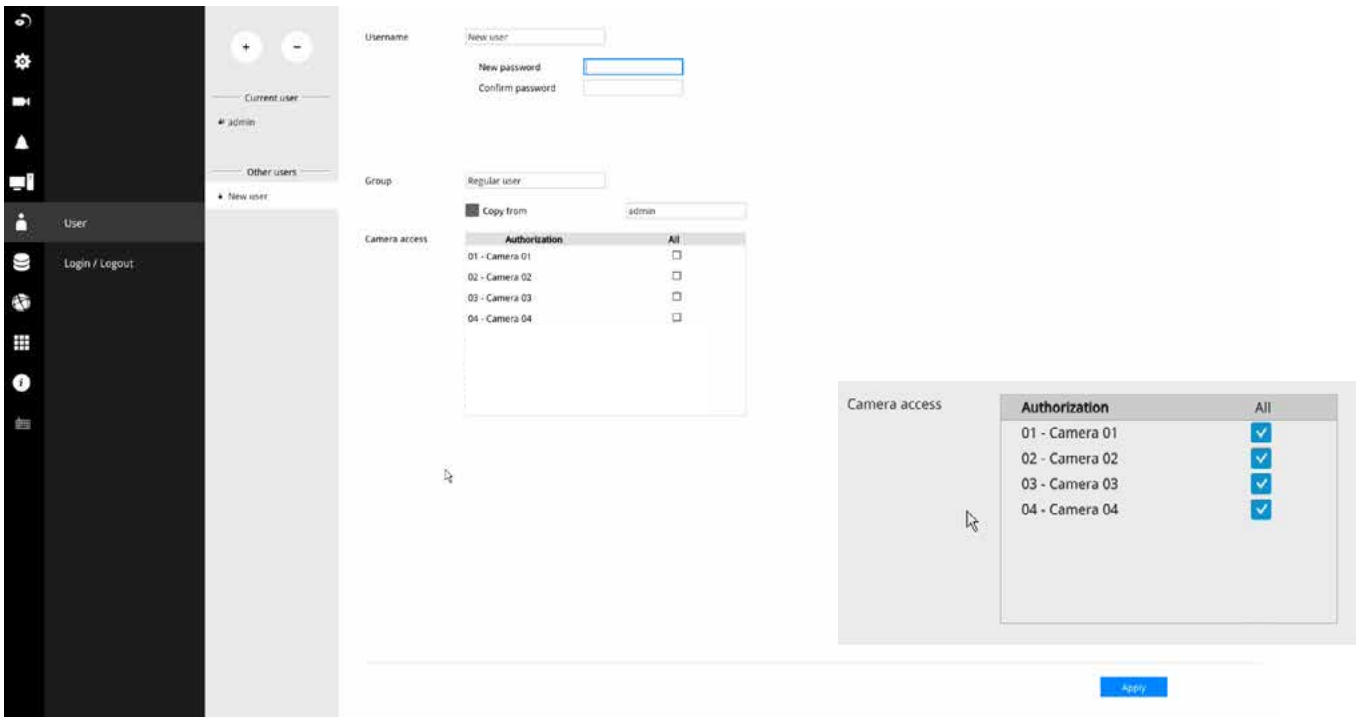 Username New user
New password
Confirm password
Current user
admin
Other users
New user
Group Regular user
Copy from admin
User
Login / Logout
Camera access
Authorization All
01 - Camera 01
02 - Camera 02
03 - Camera 03
04 - Camera 04
Camera access
Authorization All
01 - Camera 01
02 - Camera 02
03 - Camera 03
04 - Camera 04
Apply